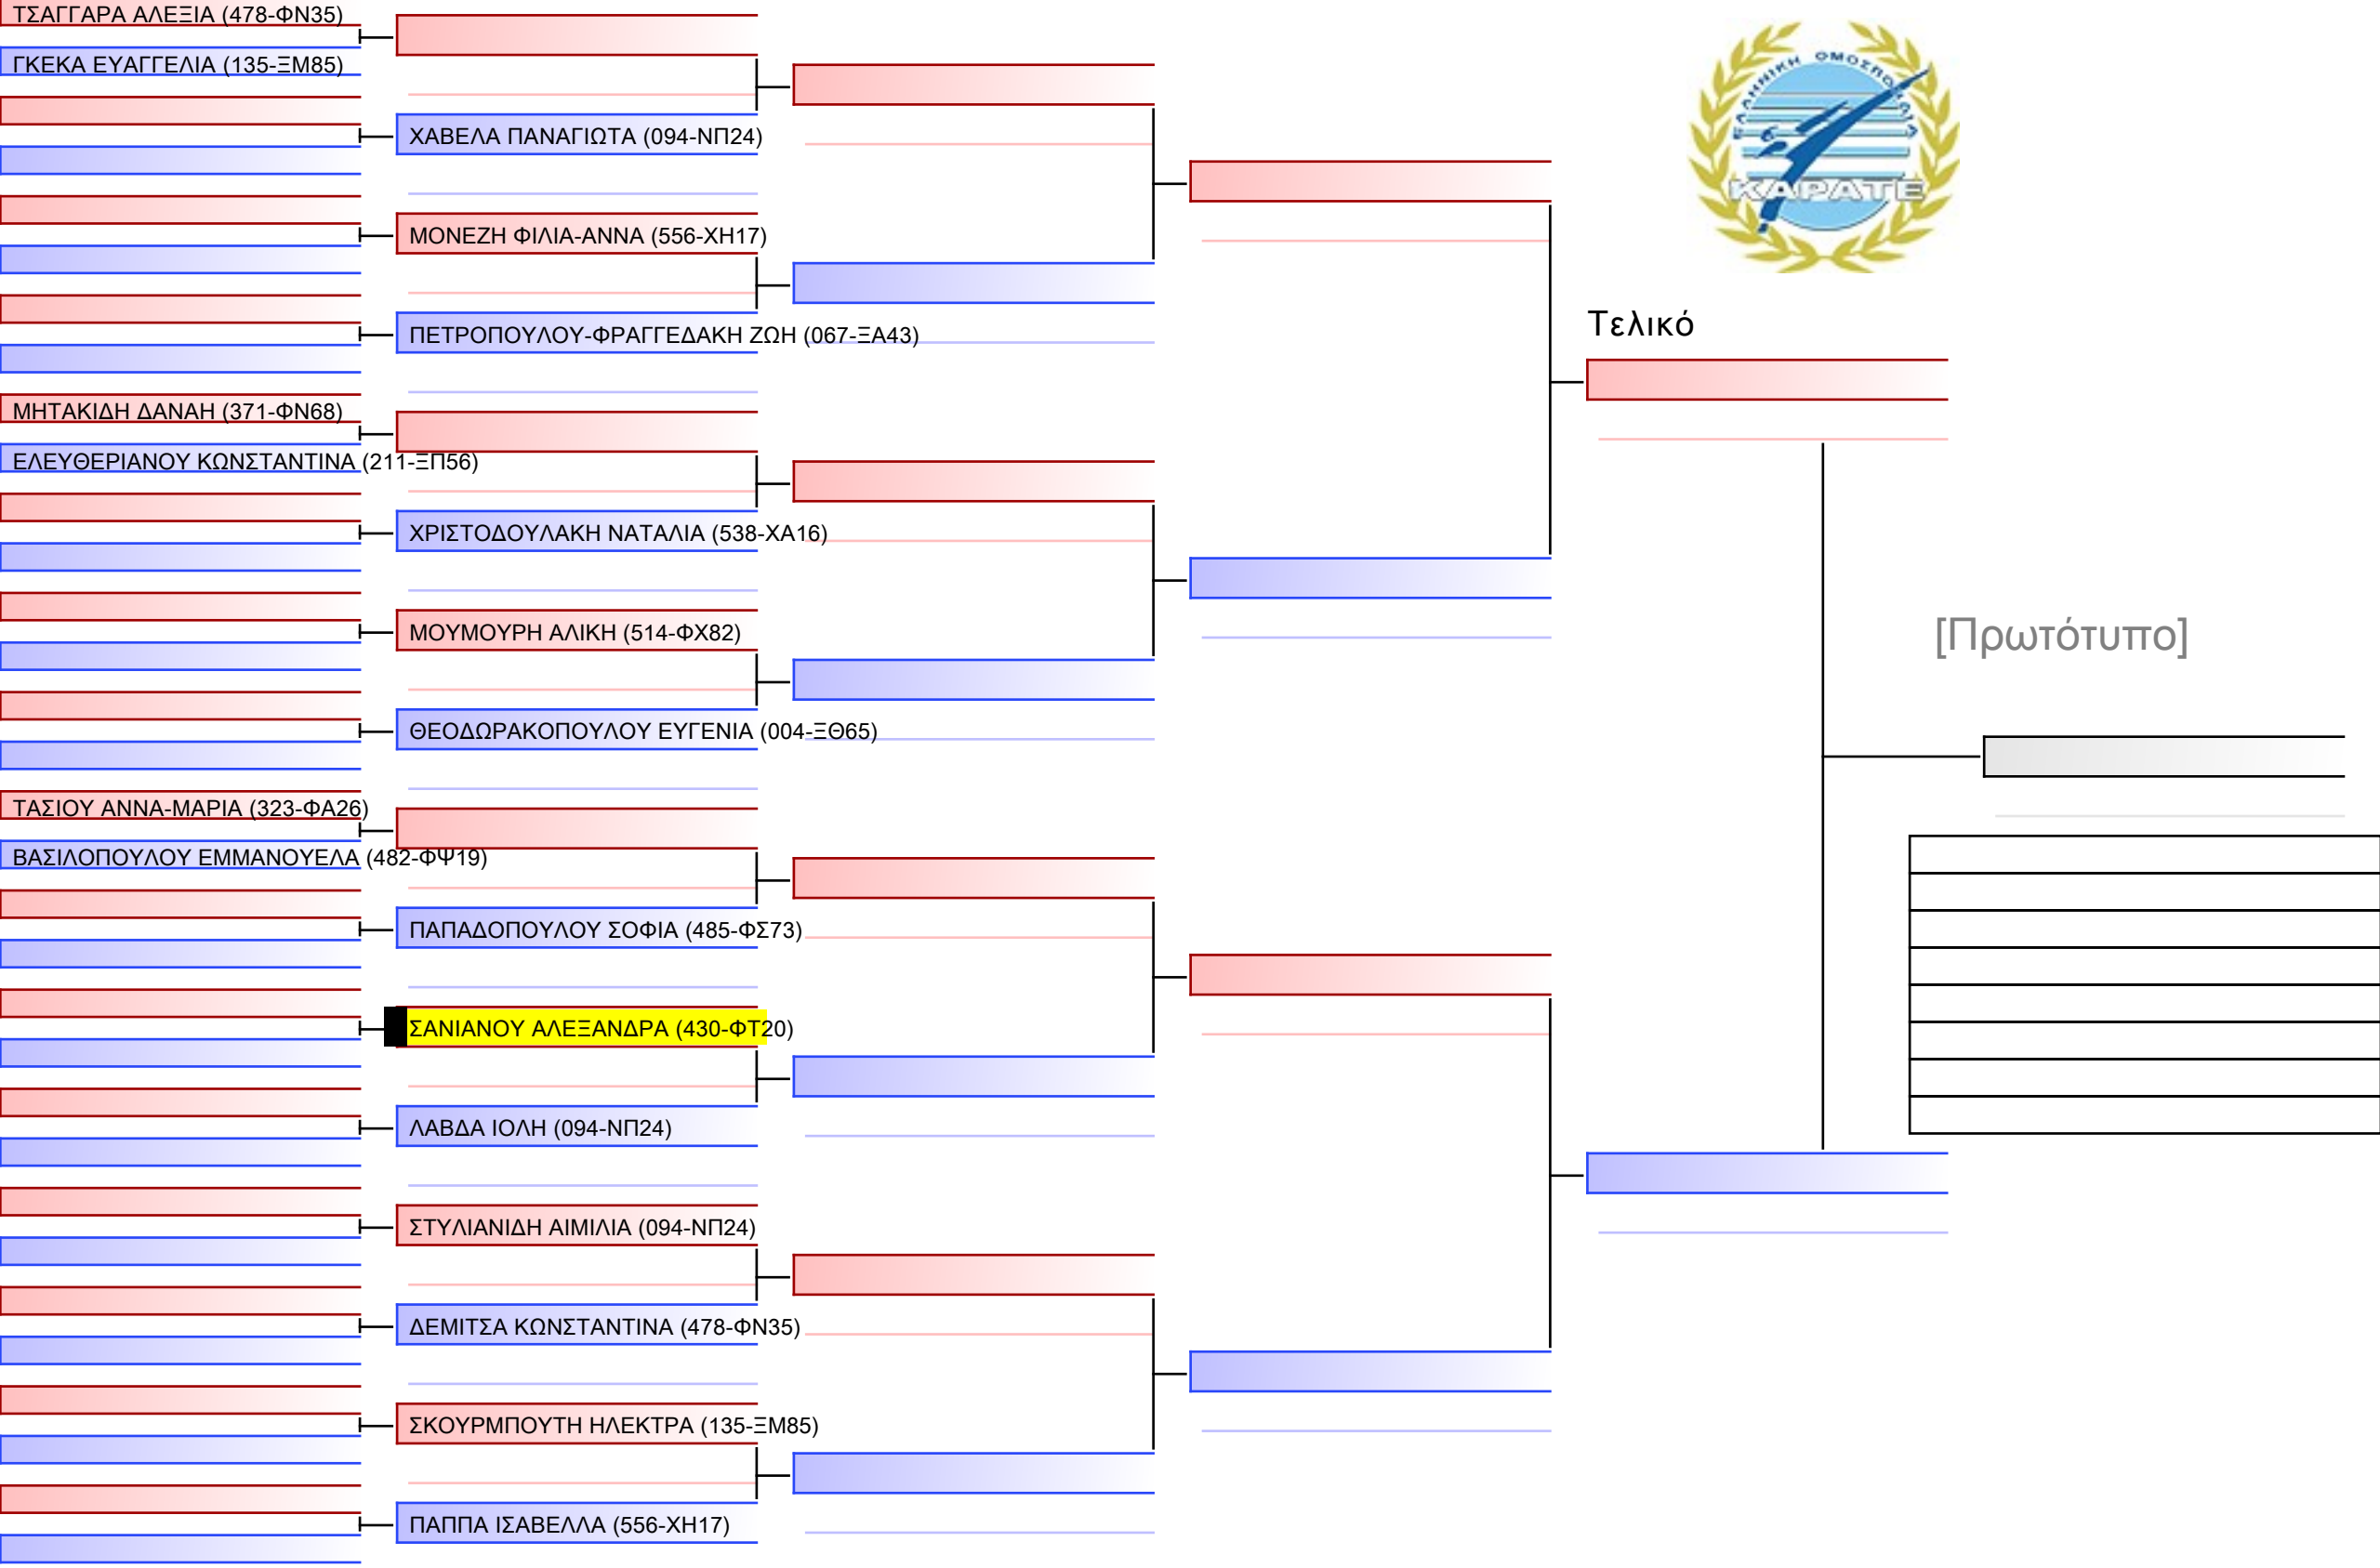 ΤΣΑΓΓΑΡΑ ΑΛΕΞΙΑ (478-ΦΝ35)
ΓΚΕΚΑ ΕΥΑΓΓΕΛΙΑ (135-ΞΜ85)
ΧΑΒΕΛΑ ΠΑΝΑΓΙΩΤΑ (094-ΝΠ24)
ΜΟΝΕΖΗ ΦΙΛΙΑ-ΑΝΝΑ (556-ΧΗ17)
ΠΕΤΡΟΠΟΥΛΟΥ-ΦΡΑΓΓΕΔΑΚΗ ΖΩΗ (067-ΞΑ43)
ΜΗΤΑΚΙΔΗ ΔΑΝΑΗ (371-ΦΝ68)
ΕΛΕΥΘΕΡΙΑΝΟΥ ΚΩΝΣΤΑΝΤΙΝΑ (211-ΞΠ56)
ΧΡΙΣΤΟΔΟΥΛΑΚΗ ΝΑΤΑΛΙΑ (538-ΧΑ16)
ΜΟΥΜΟΥΡΗ ΑΛΙΚΗ (514-ΦΧ82)
ΘΕΟΔΩΡΑΚΟΠΟΥΛΟΥ ΕΥΓΕΝΙΑ (004-ΞΘ65)
ΤΑΣΙΟΥ ΑΝΝΑ-ΜΑΡΙΑ (323-ΦΑ26)
ΒΑΣΙΛΟΠΟΥΛΟΥ ΕΜΜΑΝΟΥΕΛΑ (482-ΦΨ19)
ΠΑΠΑΔΟΠΟΥΛΟΥ ΣΟΦΙΑ (485-ΦΣ73)
ΣΑΝΙΑΝΟΥ ΑΛΕΞΑΝΔΡΑ (430-ΦΤ20)
ΛΑΒΔΑ ΙΟΛΗ (094-ΝΠ24)
ΣΤΥΛΙΑΝΙΔΗ ΑΙΜΙΛΙΑ (094-ΝΠ24)
ΔΕΜΙΤΣΑ ΚΩΝΣΤΑΝΤΙΝΑ (478-ΦΝ35)
ΣΚΟΥΡΜΠΟΥΤΗ ΗΛΕΚΤΡΑ (135-ΞΜ85)
ΠΑΠΠΑ ΙΣΑΒΕΛΛΑ (556-ΧΗ17)
ΕΛΛΗΝΙΚΗ ΟΜΟΣΠΟΝΔΙΑ
ΚΑΡΑΤΕ
Τελικό
[Πρωτότυπο]